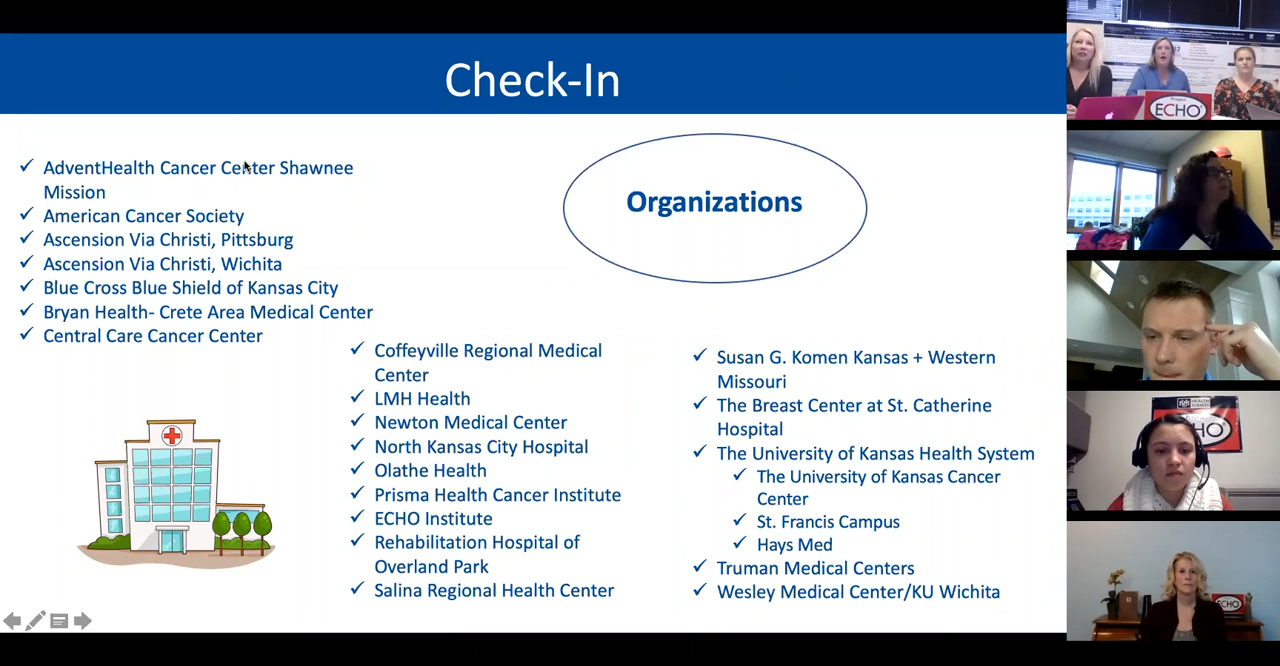 Check-In
AdventHealth Cancer Center Shawnee
Mission
American Cancer Society
Ascension Via Christi, Pittsburg
Ascension Via Christi, Wichita
Blue Cross Blue Shield of Kansas City
Bryan Health- Crete Area Medical Center
Central Care Cancer Center
Organizations
Coffeyville Regional Medical
Center
LMH Health
Newton Medical Center
North Kansas City Hospital
Olathe Health
Prisma Health Cancer Institute
ECHO Institute
Rehabilitation Hospital of
Overland Park
Salina Regional Health Center
Susan G. Komen Kansas + Western
Missouri
The Breast Center at St. Catherine
Hospital
The University of Kansas Health System
The University of Kansas Cancer
Center
St. Francis Campus
Hays Med
Truman Medical Centers
Wesley Medical Center/KU Wichita
Project
ECHO
ECHO